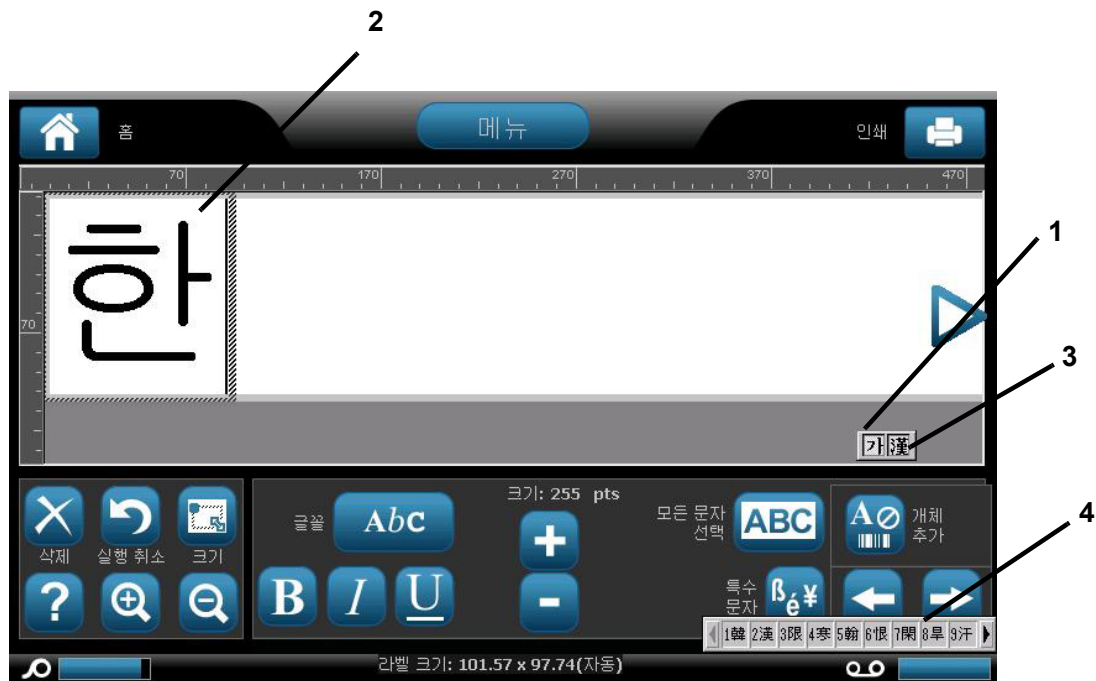 2
홈
메뉴
인쇄
70
170
270
370
470
1
한
70
3
가漢
크기: 255 pts
글꼴
AbC
모든 문자
선택
ABC
개체
추가
4
삭제
실행 취소
크기
B
I
U
특수
문자
ßé¥
?
1韓 2漢 3限 4寒 5翰 6恨 7閑 8旱 9汗
라벨 크기: 101.57 x 97.74(자동)